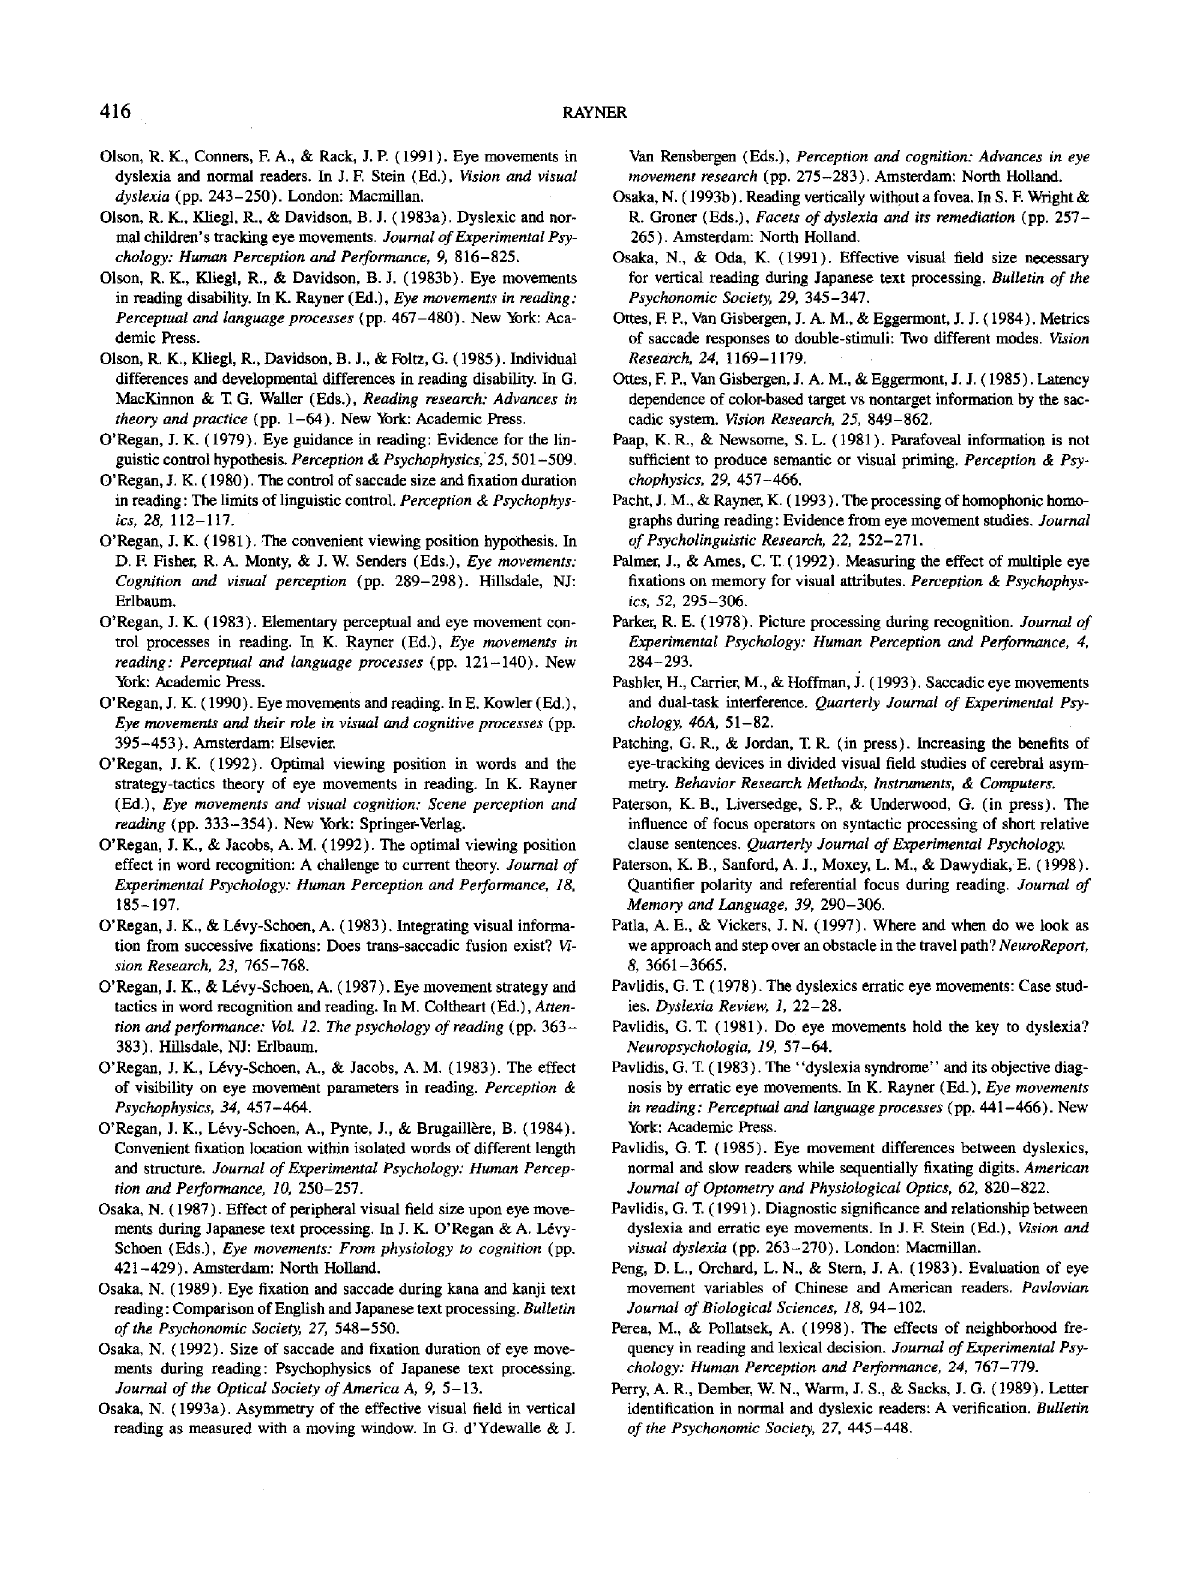 416
RAYNER
Olson, R. K., Conners, F. A., & Rack, J. P. (1991). Eye movements in
dyslexia and normal readers. In J. F. Stein (Ed.), Vision and visual
dyslexia (pp. 243–250). London: Macmillan.
Olson, R. K., Kliegl, R., & Davidson, B. J. (1983a). Dyslexic and nor-
mal children's tracking eye movements. Journal of Experimental Psy-
chology: Human Perception and Performance, 9, 816–825.
Olson, R. K., Kliegl, R., & Davidson, B. J. (1983b). Eye movements
in reading disability. In K. Rayner (Ed.), Eye movements in reading:
Perceptual and language processes (pp. 467–480). New York: Aca-
demic Press.
Olson, R. K., Kliegl, R., Davidson, B. J., & Foltz, G. (1985). Individual
differences and developmental differences in reading disability. In G.
MacKinnon & T. G. Waller (Eds.), Reading research: Advances in
theory and practice (pp. 1–64). New York: Academic Press.
O'Regan, J. K. (1979). Eye guidance in reading: Evidence for the lin-
guistic control hypothesis. Perception & Psychophysics, 25, 501–509.
O'Regan, J. K. (1980). The control of saccade size and fixation duration
in reading: The limits of linguistic control. Perception & Psychophys-
ics, 28, 112–117.
O'Regan, J. K. (1981). The convenient viewing position hypothesis. In
D. F. Fisher, R. A. Monty, & J. W. Senders (Eds.), Eye movements:
Cognition and visual perception (pp. 289–298). Hillsdale, NJ:
Erlbaum.
O'Regan, J. K. (1983). Elementary perceptual and eye movement con-
trol processes in reading. In K. Rayner (Ed.), Eye movements in
reading: Perceptual and language processes (pp. 121–140). New
York: Academic Press.
O'Regan, J. K. (1990). Eye movements and reading. In E. Kowler (Ed.),
Eye movements and their role in visual and cognitive processes (pp.
395–453). Amsterdam: Elsevier.
O'Regan, J. K. (1992). Optimal viewing position in words and the
strategy-tactics theory of eye movements in reading. In K. Rayner
(Ed.), Eye movements and visual cognition: Scene perception and
reading (pp. 333–354). New York: Springer-Verlag.
O'Regan, J. K., & Jacobs, A. M. (1992). The optimal viewing position
effect in word recognition: A challenge to current theory. Journal of
Experimental Psychology: Human Perception and Performance, 18,
185–197.
O'Regan, J. K., & Lévy-Schoen, A. (1983). Integrating visual informa-
tion from successive fixations: Does trans-saccadic fusion exist? Vi-
sion Research, 23, 765–768.
O'Regan, J. K., & Lévy-Schoen, A. (1987). Eye movement strategy and
tactics in word recognition and reading. In M. Coltheart (Ed.), Atten-
tion and performance: Vol. 12. The psychology of reading (pp. 363–
383). Hillsdale, NJ: Erlbaum.
O'Regan, J. K., Lévy-Schoen, A., & Jacobs, A. M. (1983). The effect
of visibility on eye movement parameters in reading. Perception &
Psychophysics, 34, 457–464.
O'Regan, J. K., Lévy-Schoen, A., Pynte, J., & Brugaillère, B. (1984).
Convenient fixation location within isolated words of different length
and structure. Journal of Experimental Psychology: Human Percep-
tion and Performance, 10, 250–257.
Osaka, N. (1987). Effect of peripheral visual field size upon eye move-
ments during Japanese text processing. In J. K. O'Regan & A. Lévy-
Schoen (Eds.), Eye movements: From physiology to cognition (pp.
421–429). Amsterdam: North Holland.
Osaka, N. (1989). Eye fixation and saccade during kana and kanji text
reading: Comparison of English and Japanese text processing. Bulletin
of the Psychonomic Society, 27, 548–550.
Osaka, N. (1992). Size of saccade and fixation duration of eye move-
ments during reading: Psychophysics of Japanese text processing.
Journal of the Optical Society of America A, 9, 5–13.
Osaka, N. (1993a). Asymmetry of the effective visual field in vertical
reading as measured with a moving window. In G. d'Ydewalle & J.
Van Rensbergen (Eds.), Perception and cognition: Advances in eye
movement research (pp. 275–283). Amsterdam: North Holland.
Osaka, N. (1993b). Reading vertically without a fovea. In S. F. Wright &
R. Groner (Eds.), Facets of dyslexia and its remediation (pp. 257–
265). Amsterdam: North Holland.
Osaka, N., & Oda, K. (1991). Effective visual field size necessary
for vertical reading during Japanese text processing. Bulletin of the
Psychonomic Society, 29, 345–347.
Ottes, F. P., Van Gisbergen, J. A. M., & Eggermont, J. J. (1984). Metrics
of saccade responses to double-stimuli: Two different modes. Vision
Research, 24, 1169–1179.
Ottes, F. P., Van Gisbergen, J. A. M., & Eggermont, J. J. (1985). Latency
dependence of color-based target vs nontarget information by the sac-
cadic system. Vision Research, 25, 849–862.
Paap, K. R., & Newsome, S. L. (1981). Parafoveal information is not
sufficient to produce semantic or visual priming. Perception & Psy-
chophysics, 29, 457–466.
Pacht, J. M., & Rayner, K. (1993). The processing of homophonic homo-
graphs during reading: Evidence from eye movement studies. Journal
of Psycholinguistic Research, 22, 252–271.
Palmer, J., & Ames, C. T. (1992). Measuring the effect of multiple eye
fixations on memory for visual attributes. Perception & Psychophys-
ics, 52, 295–306.
Parker, R. E. (1978). Picture processing during recognition. Journal of
Experimental Psychology: Human Perception and Performance, 4,
284–293.
Pashler, H., Carrier, M., & Hoffman, J. (1993). Saccadic eye movements
and dual-task interference. Quarterly Journal of Experimental Psy-
chology, 46A, 51–82.
Patching, G. R., & Jordan, T. R. (in press). Increasing the benefits of
eye-tracking devices in divided visual field studies of cerebral asym-
metry. Behavior Research Methods, Instruments, & Computers.
Paterson, K. B., Liversedge, S. P., & Underwood, G. (in press). The
influence of focus operators on syntactic processing of short relative
clause sentences. Quarterly Journal of Experimental Psychology.
Paterson, K. B., Sanford, A. J., Moxey, L. M., & Dawydiak, E. (1998).
Quantifier polarity and referential focus during reading. Journal of
Memory and Language, 39, 290–306.
Patla, A. E., & Vickers, J. N. (1997). Where and when do we look as
we approach and step over an obstacle in the travel path? NeuroReport,
8, 3661–3665.
Pavlidis, G. T. (1978). The dyslexics erratic eye movements: Case stud-
ies. Dyslexia Review, 1, 22–28.
Pavlidis, G. T. (1981). Do eye movements hold the key to dyslexia?
Neuropsychologia, 19, 57–64.
Pavlidis, G. T. (1983). The "dyslexia syndrome" and its objective diag-
nosis by erratic eye movements. In K. Rayner (Ed.), Eye movements
in reading: Perceptual and language processes (pp. 441–466). New
York: Academic Press.
Pavlidis, G. T. (1985). Eye movement differences between dyslexics,
normal and slow readers while sequentially fixating digits. American
Journal of Optometry and Physiological Optics, 62, 820–822.
Pavlidis, G. T. (1991). Diagnostic significance and relationship between
dyslexia and erratic eye movements. In J. F. Stein (Ed.), Vision and
visual dyslexia (pp. 263–270). London: Macmillan.
Peng, D. L., Orchard, L. N., & Stern, J. A. (1983). Evaluation of eye
movement variables of Chinese and American readers. Pavlovian
Journal of Biological Sciences, 18, 94–102.
Perea, M., & Pollatsek, A. (1998). The effects of neighborhood fre-
quency in reading and lexical decision. Journal of Experimental Psy-
chology: Human Perception and Performance, 24, 767–779.
Perry, A. R., Dember, W. N., Warm, J. S., & Sacks, J. G. (1989). Letter
identification in normal and dyslexic readers: A verification. Bulletin
of the Psychonomic Society, 27, 445–448.